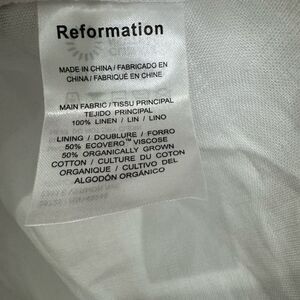 Reformation
MADE IN CHINA / FABRICADO EN
CHINA / FABRIQUÉ EN CHINE
MAIN FABRIC / TISSU PRINCIPAL
TEJIDO PRINCIPAL
100% LINEN / LIN / LINO
LINING / DOUBLURE / FORRO
50% ECOVERO™ VISCOSE
50% ORGANICALLY GROWN
COTTON / CULTURE DU COTON
ORGANIQUE / CULTIVO DEL
ALGODÓN ORGÁNICO